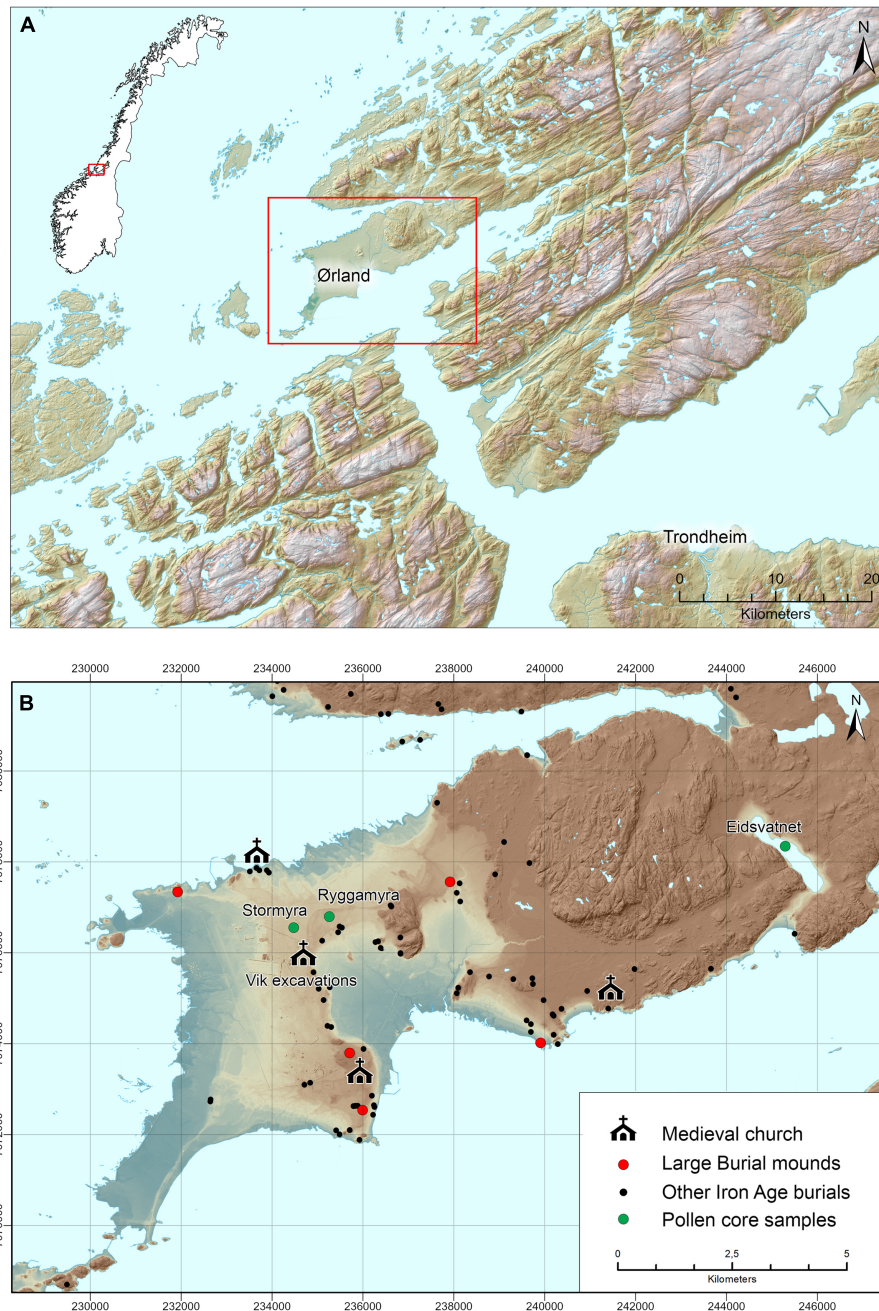 A
N
Ørland
Trondheim
0 10 20
Kilometers
230000 232000 234000 236000 238000 240000 242000 244000 246000
B
N
Eidsvatnet
Ryggamyra
Stormyra
Vik excavations
Medieval church
Large Burial mounds
Other Iron Age burials
Pollen core samples
0 2,5 5
Kilometers
230000 232000 234000 236000 238000 240000 242000 244000 246000